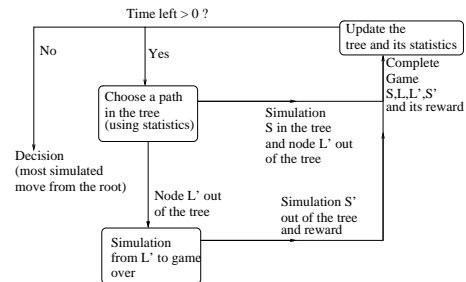 Time left > 0 ?
No
Yes
Update the
tree and its statistics
Complete
Game
S,L,L',S'
and its reward
Choose a path
in the tree
(using statistics)
Simulation
S in the tree
and node L' out
of the tree
Decision
(most simulated
move from the root)
Node L' out
of the tree
Simulation S'
out of the tree
and reward
Simulation
from L' to game
over